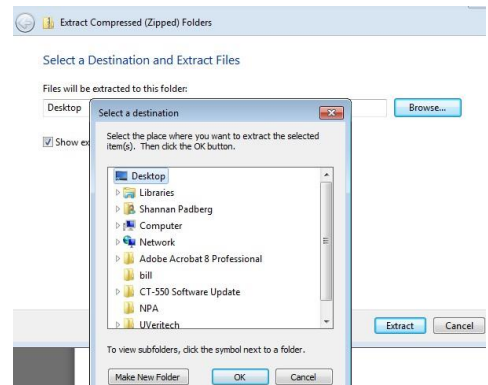 Extract Compressed (Zipped) Folders
Select a Destination and Extract Files
Files will be extracted to this folder:
Desktop
Browse...
Select a destination
Show ex
Select the place where you want to extract the selected
item(s). Then click the OK button.
Desktop
Libraries
Shannan Padberg
Computer
Network
Adobe Acrobat 8 Professional
bill
CT-550 Software Update
NPA
UVeritech
Extract
Cancel
To view subfolders, click the symbol next to a folder.
Make New Folder
OK
Cancel